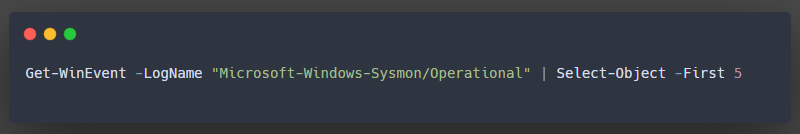 Get-WinEvent -LogName "Microsoft-Windows-Sysmon/Operational" | Select-Object -First 5